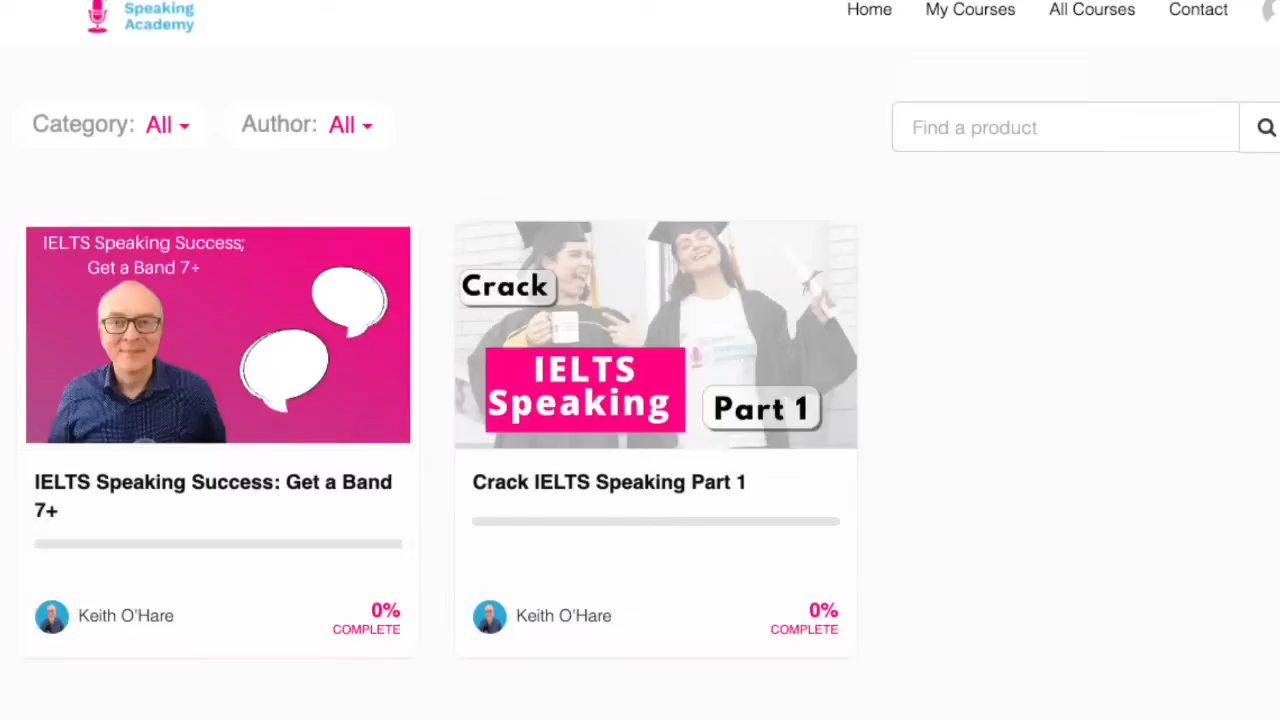 Speaking
Academy
Home My Courses All Courses Contact
Category: All Author: All
Find a product
IELTS Speaking Success;
Get a Band 7+
Crack
IELTS
Speaking
Part 1
IELTS Speaking Success: Get a Band
7+
Crack IELTS Speaking Part 1
Keith O'Hare
0%
COMPLETE
Keith O'Hare
0%
COMPLETE